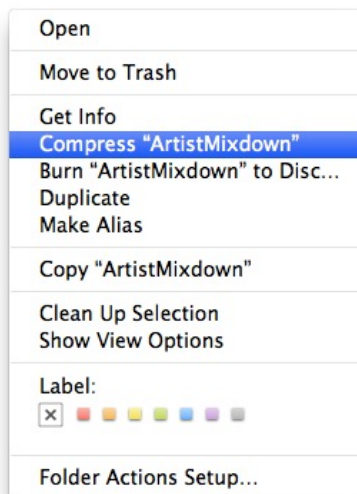 Open
Move to Trash
Get Info
Compress “ArtistMixdown”
Burn “ArtistMixdown” to Disc...
Duplicate
Make Alias
Copy “ArtistMixdown”
Clean Up Selection
Show View Options
Label:
Folder Actions Setup...